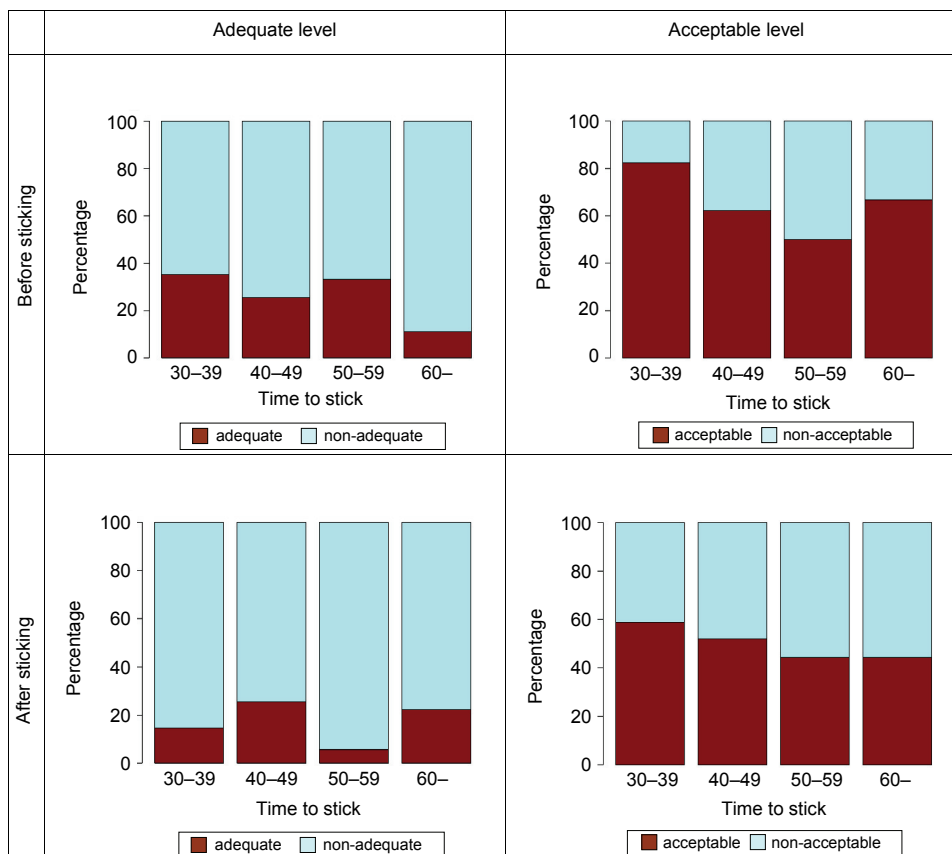 Adequate level
Acceptable level
Before sticking
Percentage
100
80
60
40
20
0
30–39 40–49 50–59 60–
Time to stick
adequate non-adequate
Percentage
100
80
60
40
20
0
30–39 40–49 50–59 60–
Time to stick
acceptable non-acceptable
After sticking
Percentage
100
80
60
40
20
0
30–39 40–49 50–59 60–
Time to stick
adequate non-adequate
Percentage
100
80
60
40
20
0
30–39 40–49 50–59 60–
Time to stick
acceptable non-acceptable